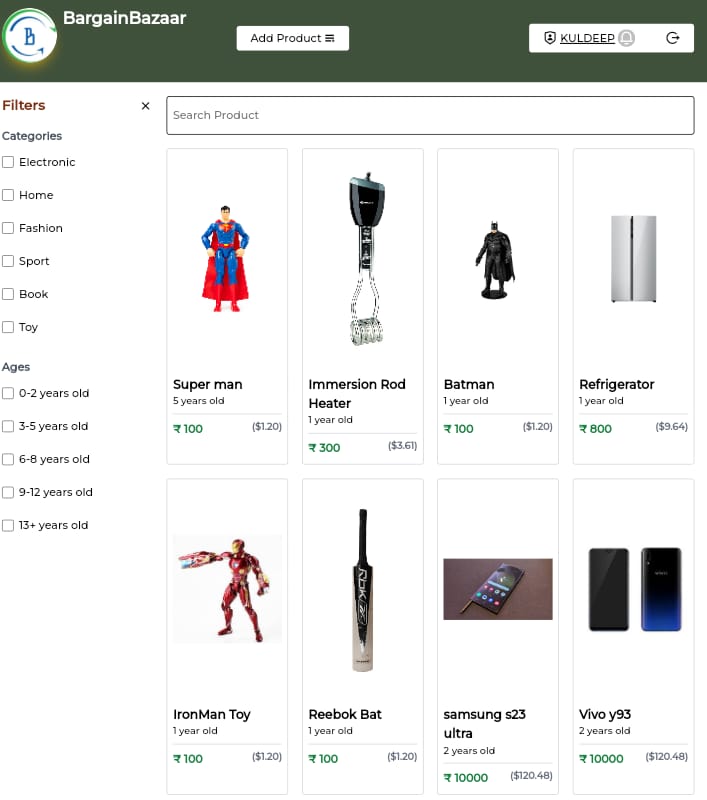 BargainBazaar
Add Product
KULDEEP
Filters
Search Product
Categories
Electronic
Home
Fashion
Sport
Book
Toy
Ages
0-2 years old
3-5 years old
6-8 years old
9-12 years old
13+ years old
Super man
5 years old
₹ 100 ($1.20)
Immersion Rod
Heater
1 year old
₹ 300 ($3.61)
Batman
1 year old
₹ 100 ($1.20)
Refrigerator
1 year old
₹ 800 ($9.64)
IronMan Toy
1 year old
₹ 100 ($1.20)
Reebok Bat
1 year old
₹ 100 ($1.20)
samsung s23
ultra
2 years old
₹ 10000 ($120.48)
Vivo y93
2 years old
₹ 10000 ($120.48)